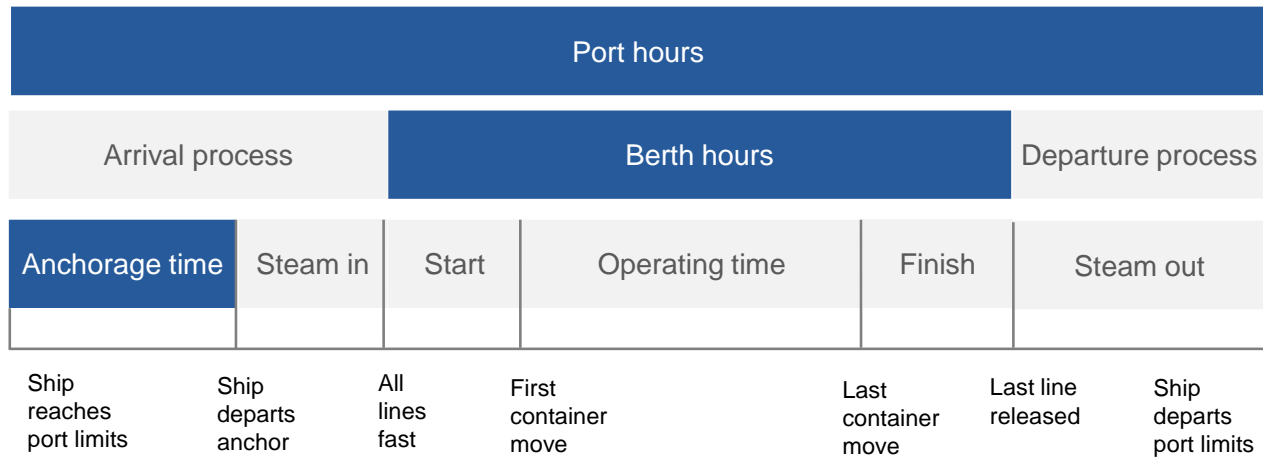 Port hours
Arrival process
Berth hours
Departure process
Anchorage time
Steam in
Start
Operating time
Finish
Steam out
Ship
reaches
port limits
Ship
departs
anchor
All
lines
fast
First
container
move
Last
container
move
Last line
released
Ship
departs
port limits